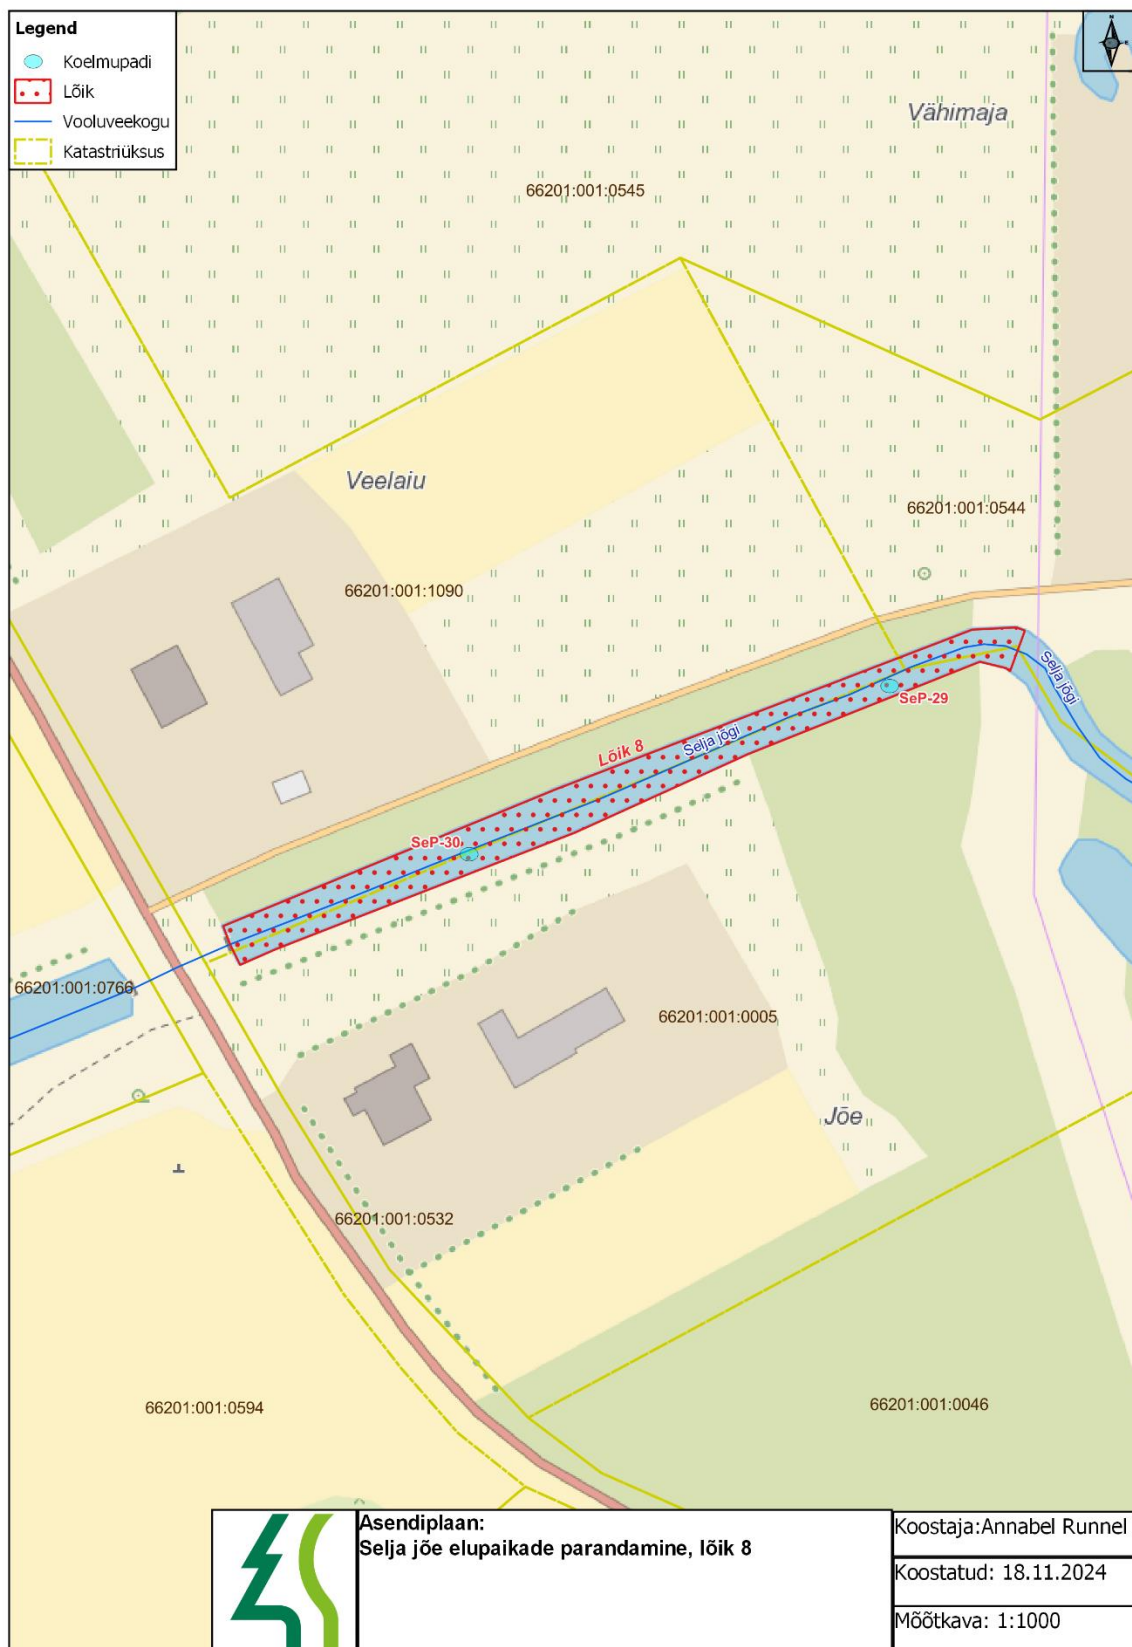 Legend
Koelmupadi
Lõik
Vooluveekogu
Katastriüksus
N
E
Vähimaja
66201:001:0545
Veelaiu
66201:001:0544
66201:001:1090
Selja jõgi
SeP-29
Lõik 8
Selja jõgi
SeP-30
66201:001:0766
66201:001:0005
Jõe
66201:001:0532
66201:001:0594
66201:001:0046
Asendiplaan:
Selja jõe elupaikade parandamine, lõik 8
Koostaja:Annabel Runnel
Koostatud: 18.11.2024
Mõõtkava: 1:1000